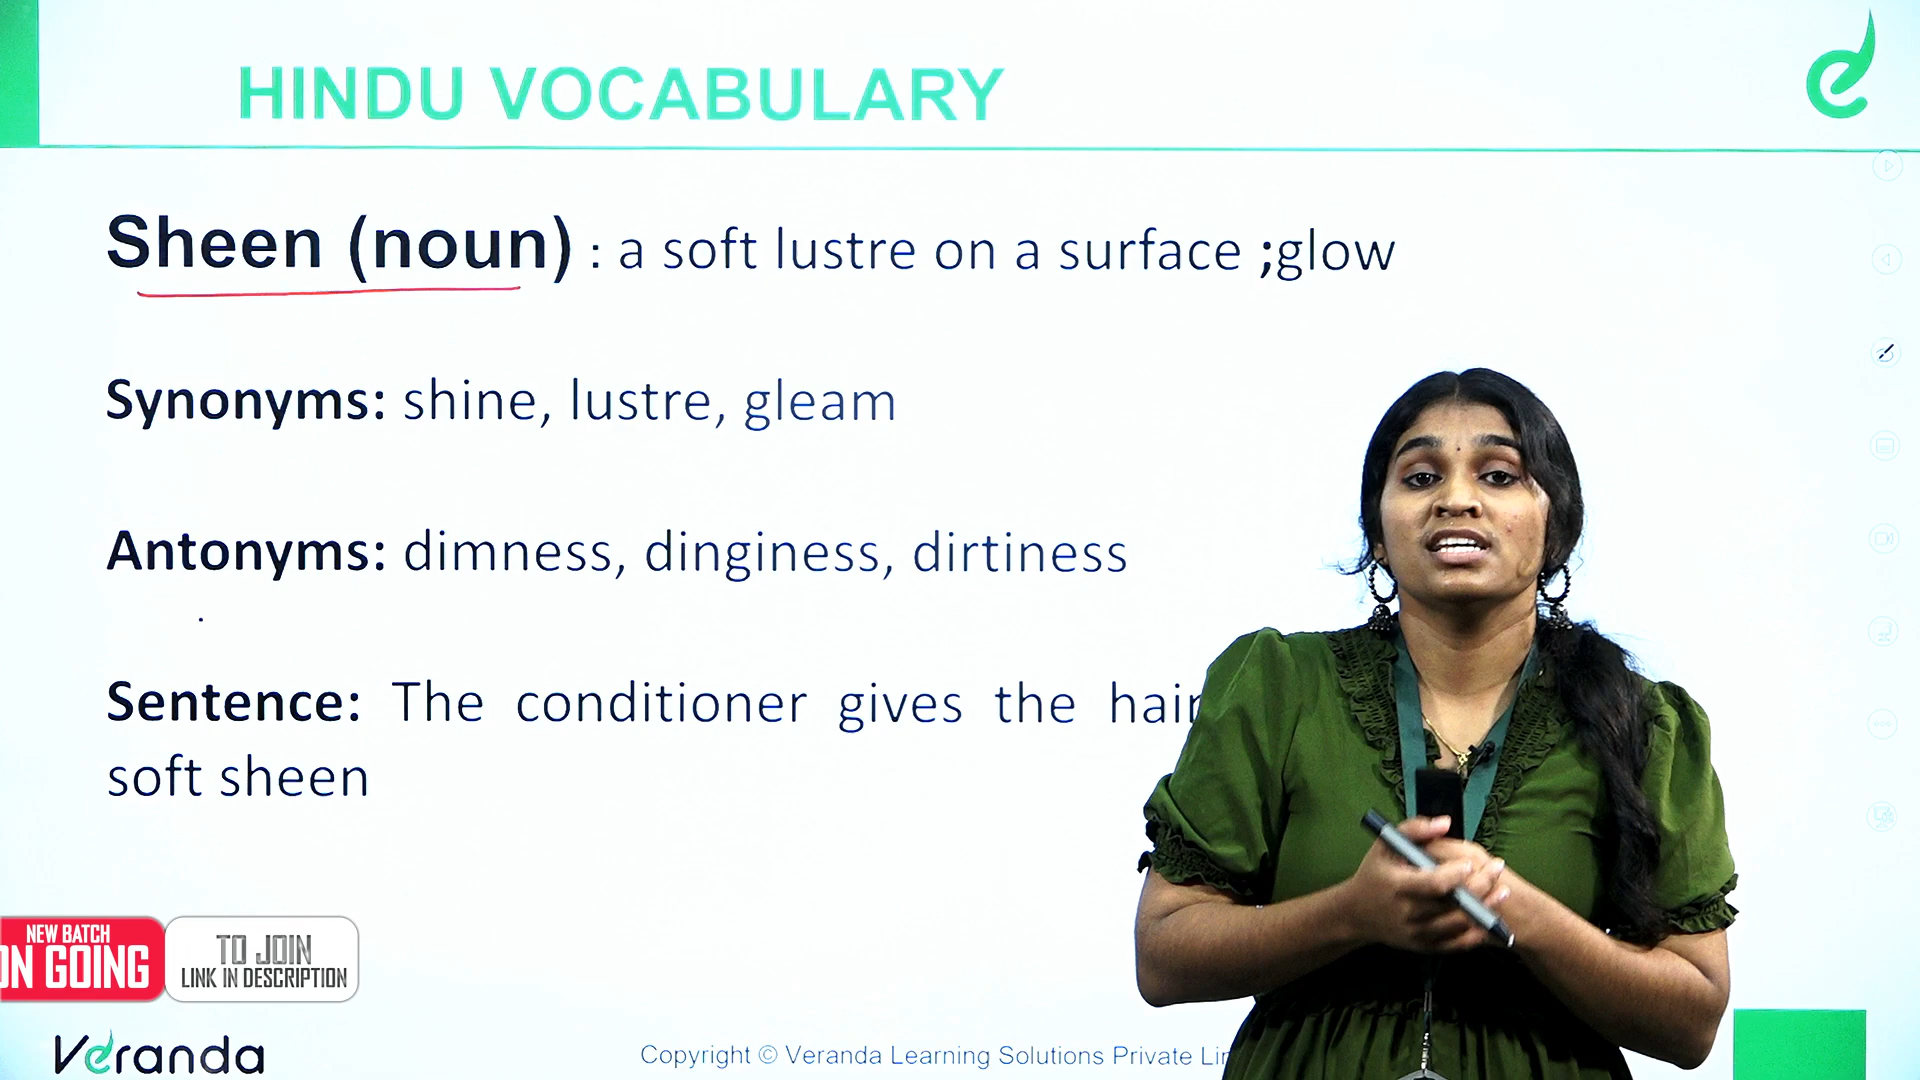 HINDU VOCABULARY
Sheen (noun) : a soft lustre on a surface ;glow
Synonyms: shine, lustre, gleam
Antonyms: dimness, dinginess, dirtiness
Sentence: The conditioner gives the hair
soft sheen
NEW BATCH
ON GOING
TO JOIN
LINK IN DESCRIPTION
Veranda
Copyright © Veranda Learning Solutions Private